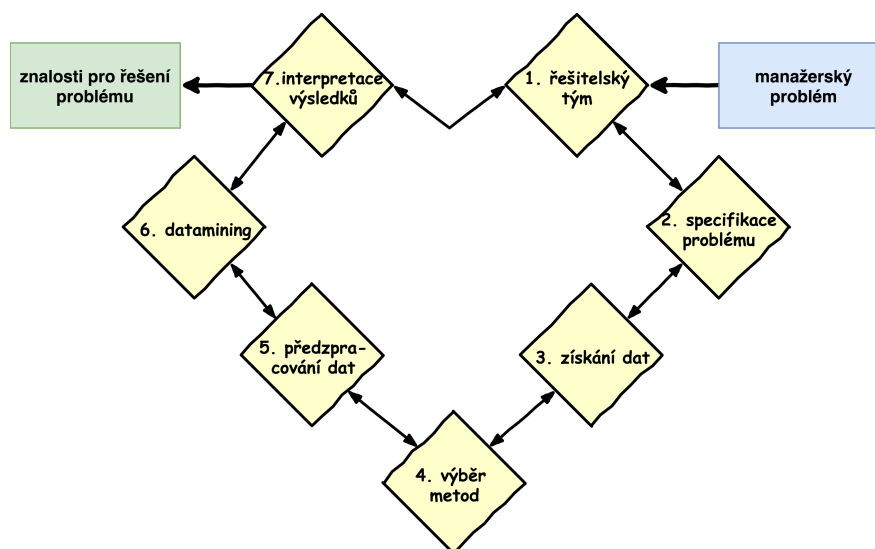 znalosti pro řešení
problému
7.interpretace
výsledků
1. řešitelský
tým
manažerský
problém
6. datamining
2. specifikace
problému
5. předzpra-
cování dat
3. získání dat
4. výběr
metod